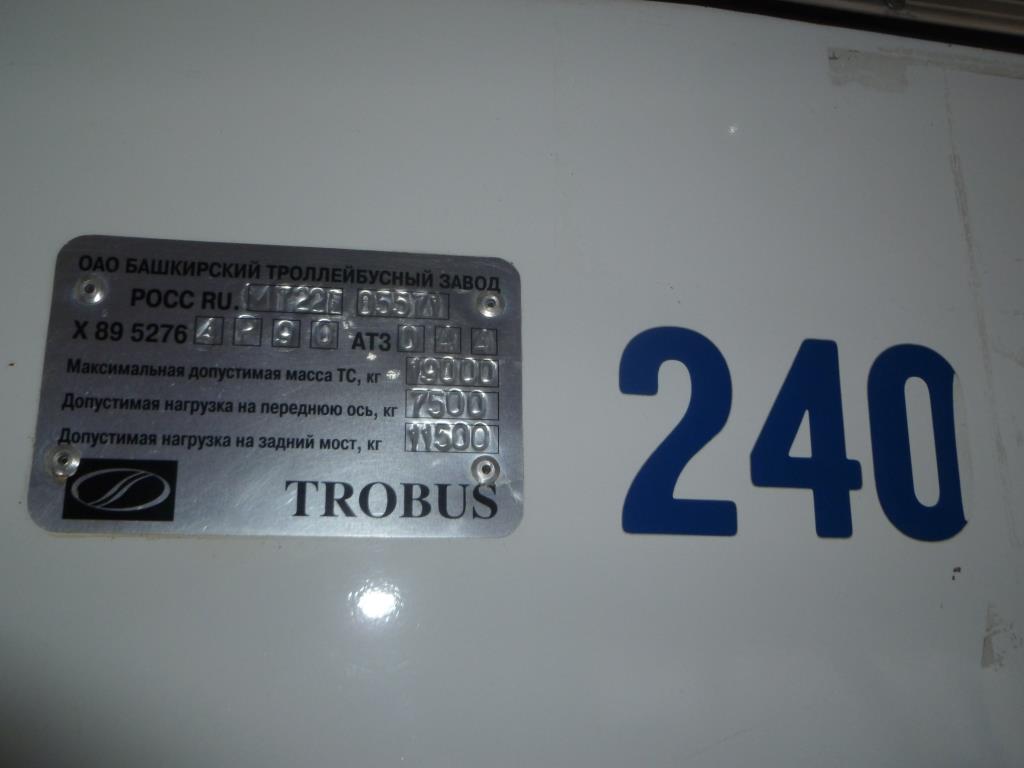 ОАО БАШКИРСКИЙ ТРОЛЛЕЙБУСНЫЙ ЗАВОД
РОСС RU.
X 89 5276 АТЗ
Максимальная допустимая масса ТС, кг 19000
Допустимая нагрузка на переднюю ось, кг 7500
Допустимая нагрузка на задний мост, кг 11500
TROBUS
240